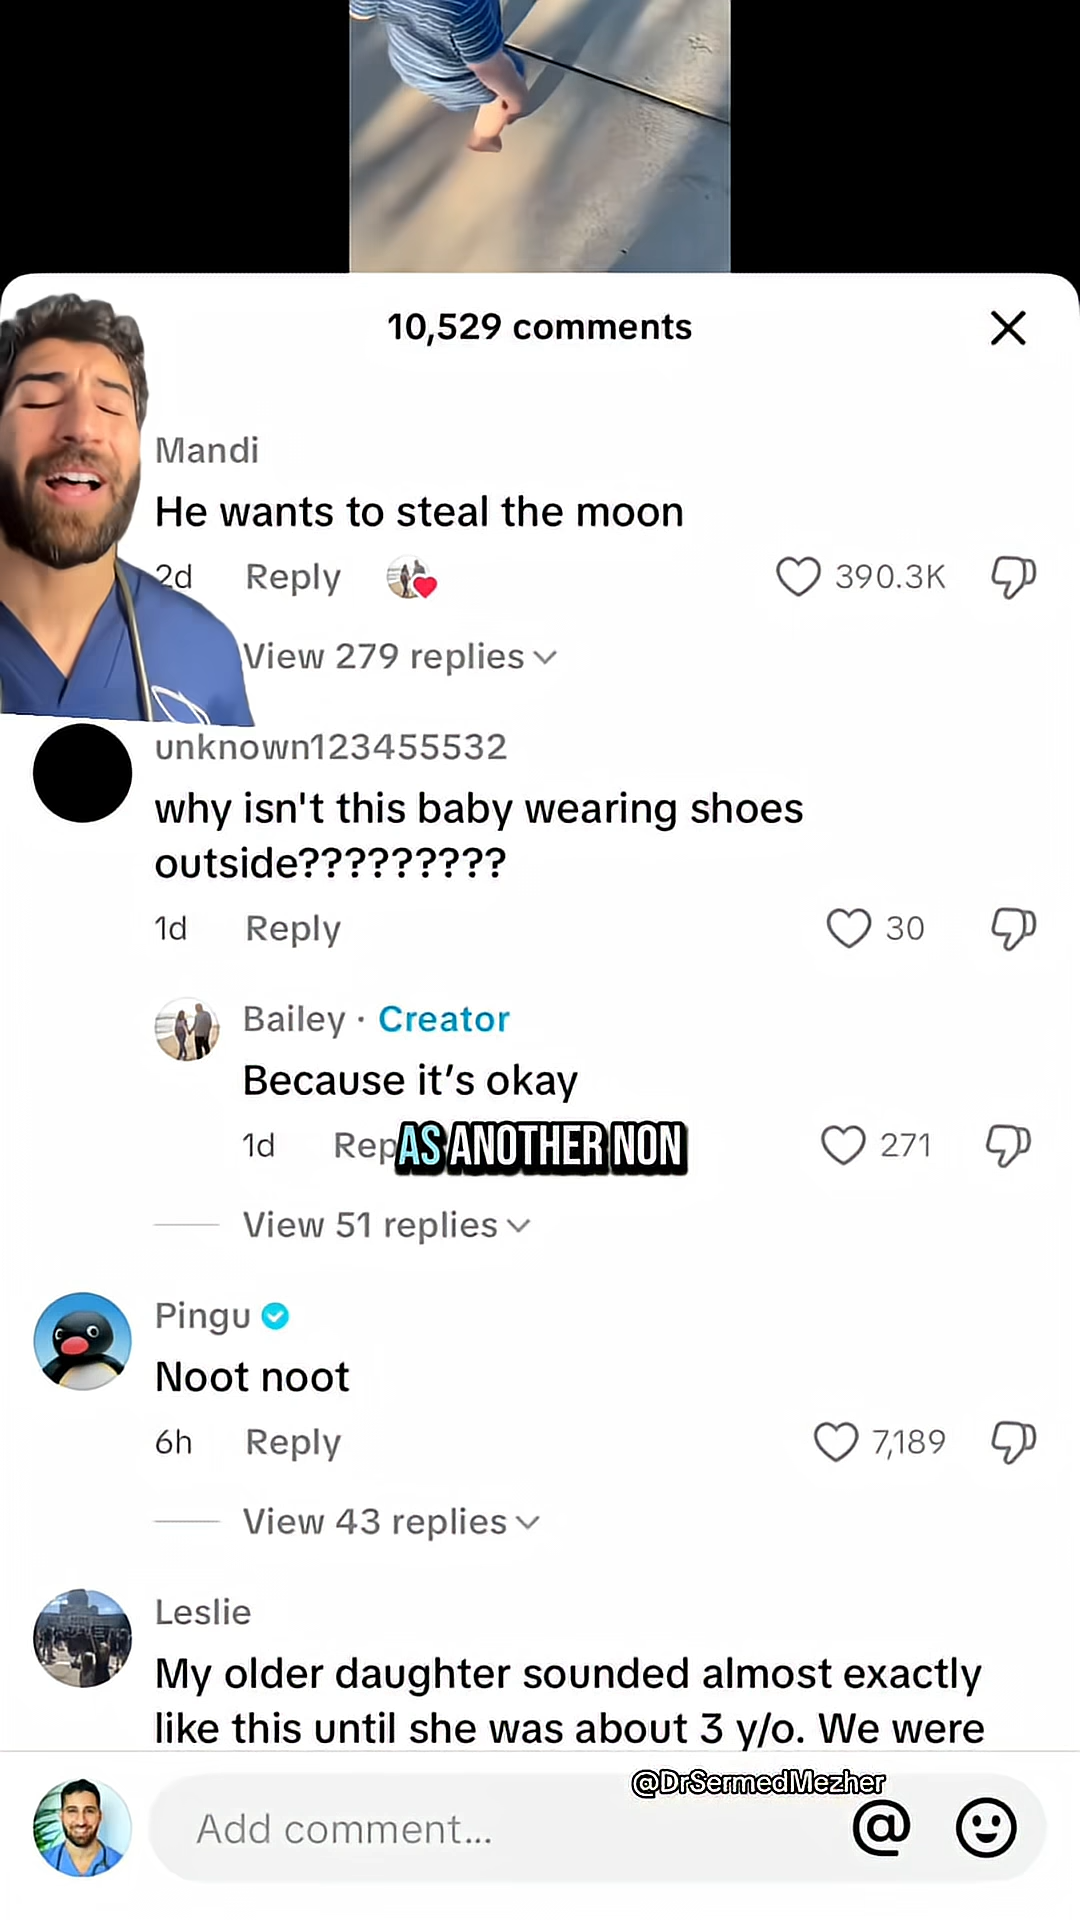 10,529 comments
Mandi
He wants to steal the moon
2d Reply 390.3K
View 279 replies
unknown123455532
why isn't this baby wearing shoes
outside?????????
1d Reply 30
Bailey · Creator
Because it's okay
1d Rep 271
AS ANOTHER NON
View 51 replies
Pingu
Noot noot
6h Reply 7,189
View 43 replies
Leslie
My older daughter sounded almost exactly
like this until she was about 3 y/o. We were
@DrSermedMezher
Add comment... @